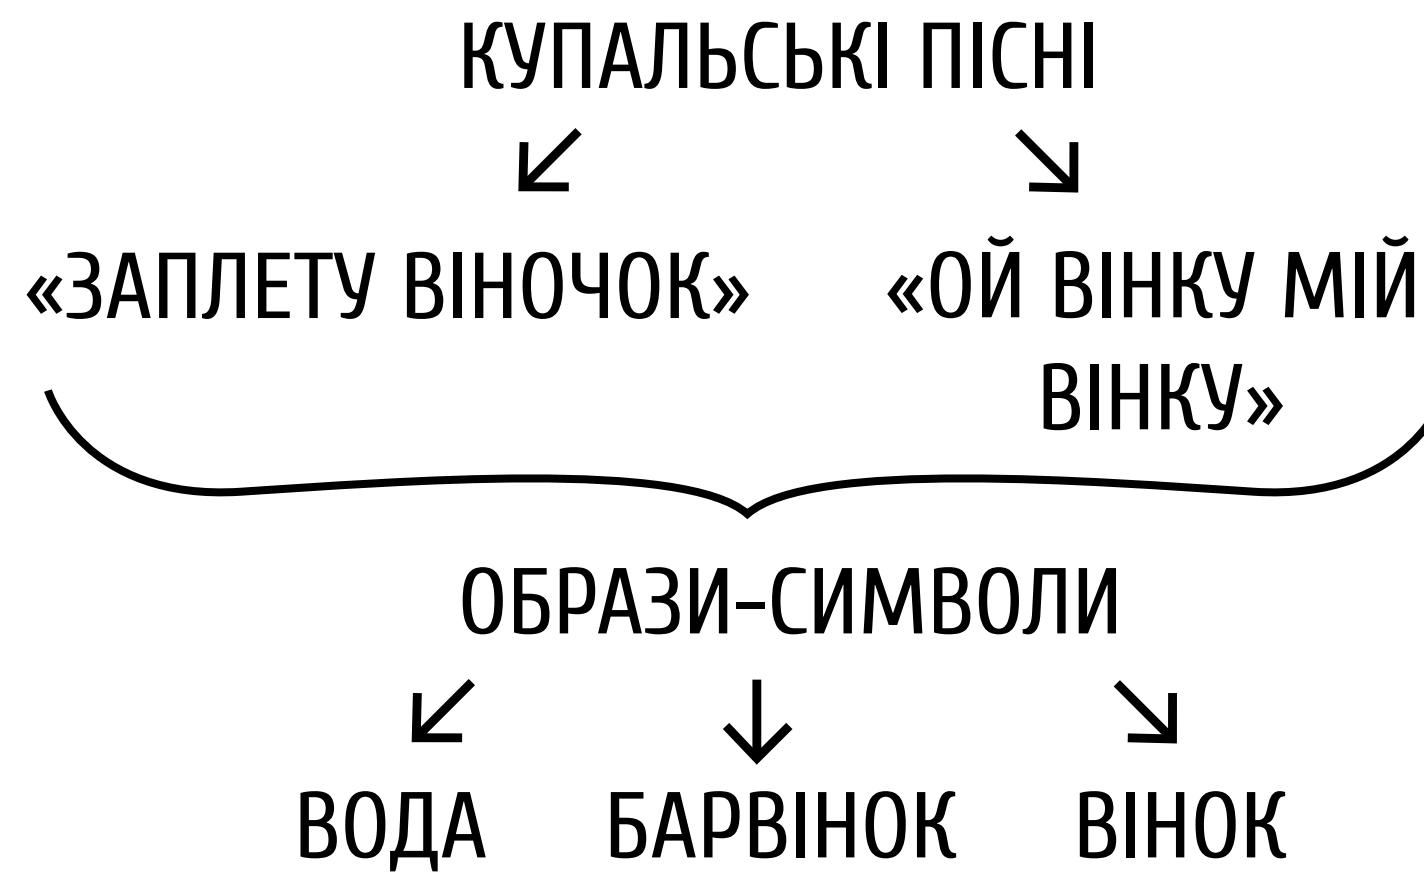 КУПАЛЬСЬКІ ПІСНІ
«ЗАПЛЕТУ ВІНОЧОК» «ОЙ ВІНКУ МІЙ
ВІНКУ»
ОБРАЗИ-СИМВОЛИ
ВОДА БАРВІНОК ВІНОК